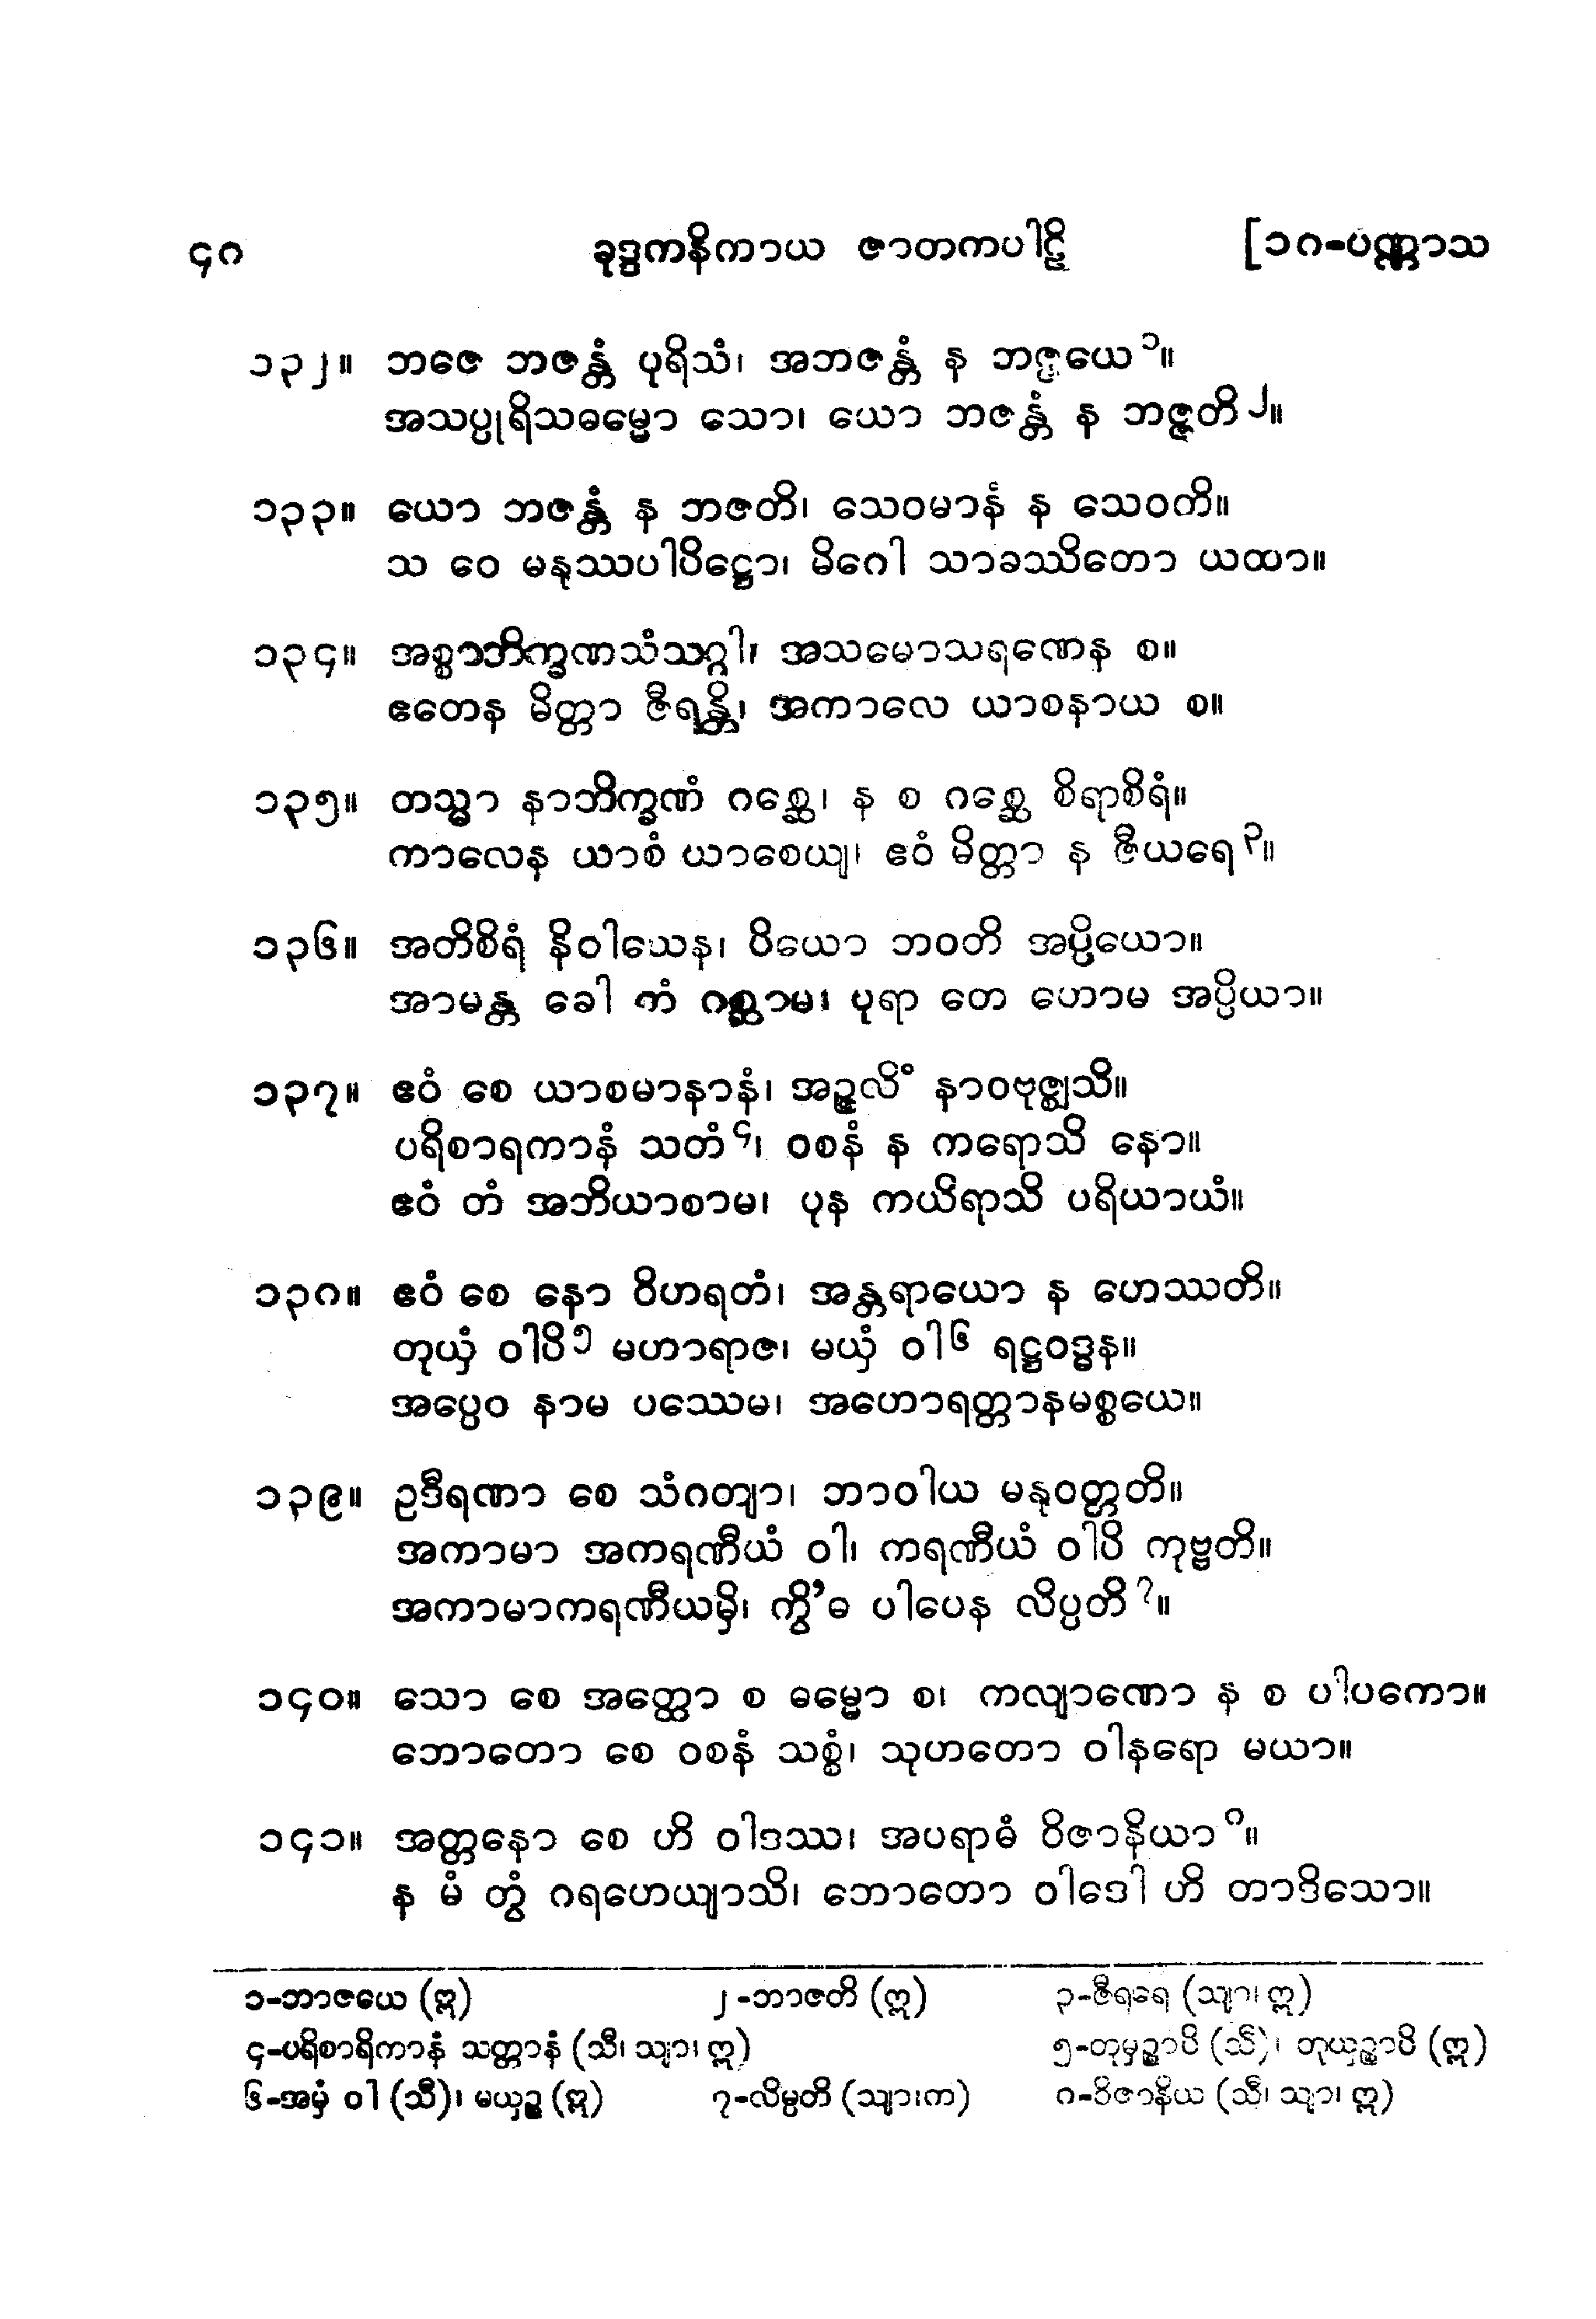 ၄၈ ခုဒ္ဒကနိကာယ ဇာတကပါဠိ [၁၈-ပဏ္ဏာသ
၁၃၂။ ဘဇေ ဘဇန္တံ ပုရိသံ၊ အဘဇန္တံ န ဘဇ္ဇယေ ၁။
အသပ္ပုရိသဓမ္မော သော၊ ယော ဘဇန္တံ န ဘဇ္ဇတိ ၂။
၁၃၃။ ယော ဘဇန္တံ န ဘဇတိ၊ သေဝမာနံ န သေဝတိ။
သ ဝေ မနုဿပါပိဋ္ဌော၊ မိဂေါ သာခဿိတော ယထာ။
၁၃၄။ အစ္စာဘိက္ခဏသံသဂ္ဂါ၊ အသမောသရဏေန စ။
ဧတေန မိတ္တာ ဇီရန္တိ၊ အကာလေ ယာစနာယ စ။
၁၃၅။ တသ္မာ နာဘိက္ခဏံ ဂစ္ဆေ၊ န စ ဂစ္ဆေ စိရာစိရံ။
ကာလေန ယာစံ ယာစေယျ၊ ဧဝံ မိတ္တာ န ဇီယရေ ၃။
၁၃၆။ အတိစိရံ နိဝါသေန၊ ပိယော ဘဝတိ အပ္ပိယော။
အာမန္တ ခေါ တံ ဂစ္ဆာမ၊ ပုရာ တေ ဟောမ အပ္ပိယာ။
၁၃၇။ ဧဝံ စေ ယာစမာနာနံ၊ အဉ္ဇလိံ နာဝဗုဇ္ဈသိ။
ပရိစာရကာနံ သတံ ၄၊ ဝစနံ န ကရောသိ နော။
ဧဝံ တံ အဘိယာစာမ၊ ပုန ကယိရာသိ ပရိယာယံ။
၁၃၈။ ဧဝံ စေ နော ဝိဟရတံ၊ အန္တရာယော န ဟေဿတိ။
တုယှံ ဝါပိ ၅ မဟာရာဇ၊ မယှံ ဝါ ၆ ရဋ္ဌဝဒ္ဓန။
အပ္ပေဝ နာမ ပဿေမ၊ အဟောရတ္တာနမစ္စယေ။
၁၃၉။ ဥဒီရဏာ စေ သံဂတျာ၊ ဘာဝါယ မနုဝတ္တတိ။
အကာမာ အကရဏီယံ ဝါ၊ ကရဏီယံ ဝါပိ ကုဗ္ဗတိ။
အကာမာကရဏီယမှိ၊ ကွိ’ဓ ပါပေန လိပ္ပတိ ၇။
၁၄၀။ သော စေ အတ္ထော စ ဓမ္မော စ၊ ကလျာဏော န စ ပါပကော။
ဘောတော စေ ဝစနံ သစ္စံ၊ သုဟတော ဝါနရော မယာ။
၁၄၁။ အတ္တနော စေ ဟိ ဝါဒဿ၊ အပရာဓံ ဝိဇာနိယာ ၈။
န မံ တွံ ဂရဟေယျာသိ၊ ဘောတော ဝါဒေါ ဟိ တာဒိသော။
၁-ဘာဇယေ (ဣ) ၂-ဘာဇတိ (ဣ) ၃-ဇီရရေ (သျာ၊ ဣ)
၄-ပရိစာရိကာနံ သတ္တာနံ (သီ၊ သျာ၊ ဣ) ၅-တုမှဉ္စာပိ (သီ)၊ တုယှဉ္စာပိ (ဣ)
၆-အမှံ ဝါ (သီ)၊ မယှဉ္စ (ဣ) ၇-လိမ္ပတိ (သျာ၊က) ၈-ဝိဇာနိယ (သီ၊ သျာ၊ ဣ)